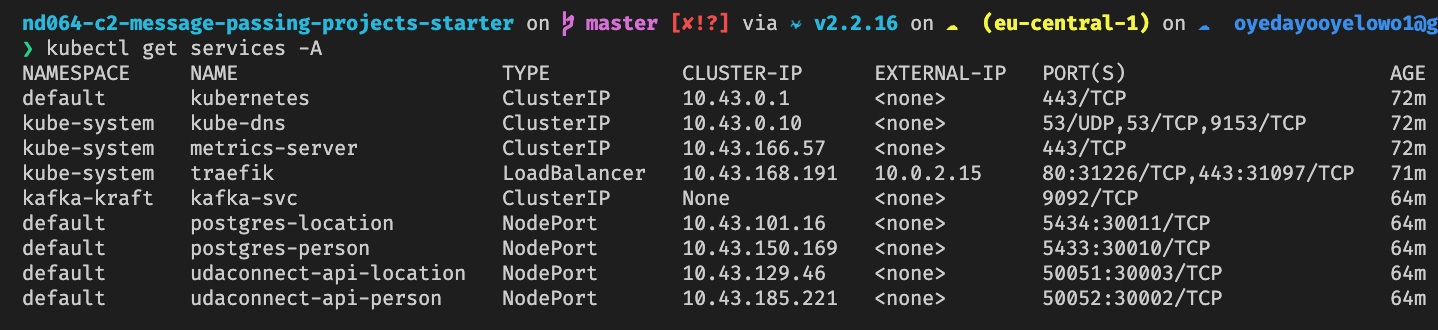 nd064-c2-message-passing-projects-starter on master [✘!?] via v2.2.16 on ☁ (eu-central-1) on ☁ oyedayooyelowo1@g
❯ kubectl get services -A
NAMESPACE NAME TYPE CLUSTER-IP EXTERNAL-IP PORT(S) AGE
default kubernetes ClusterIP 10.43.0.1 <none> 443/TCP 72m
kube-system kube-dns ClusterIP 10.43.0.10 <none> 53/UDP,53/TCP,9153/TCP 72m
kube-system metrics-server ClusterIP 10.43.166.57 <none> 443/TCP 72m
kube-system traefik LoadBalancer 10.43.168.191 10.0.2.15 80:31226/TCP,443:31097/TCP 71m
kafka-kraft kafka-svc ClusterIP None <none> 9092/TCP 64m
default postgres-location NodePort 10.43.101.16 <none> 5434:30011/TCP 64m
default postgres-person NodePort 10.43.150.169 <none> 5433:30010/TCP 64m
default udaconnect-api-location NodePort 10.43.129.46 <none> 50051:30003/TCP 64m
default udaconnect-api-person NodePort 10.43.185.221 <none> 50052:30002/TCP 64m